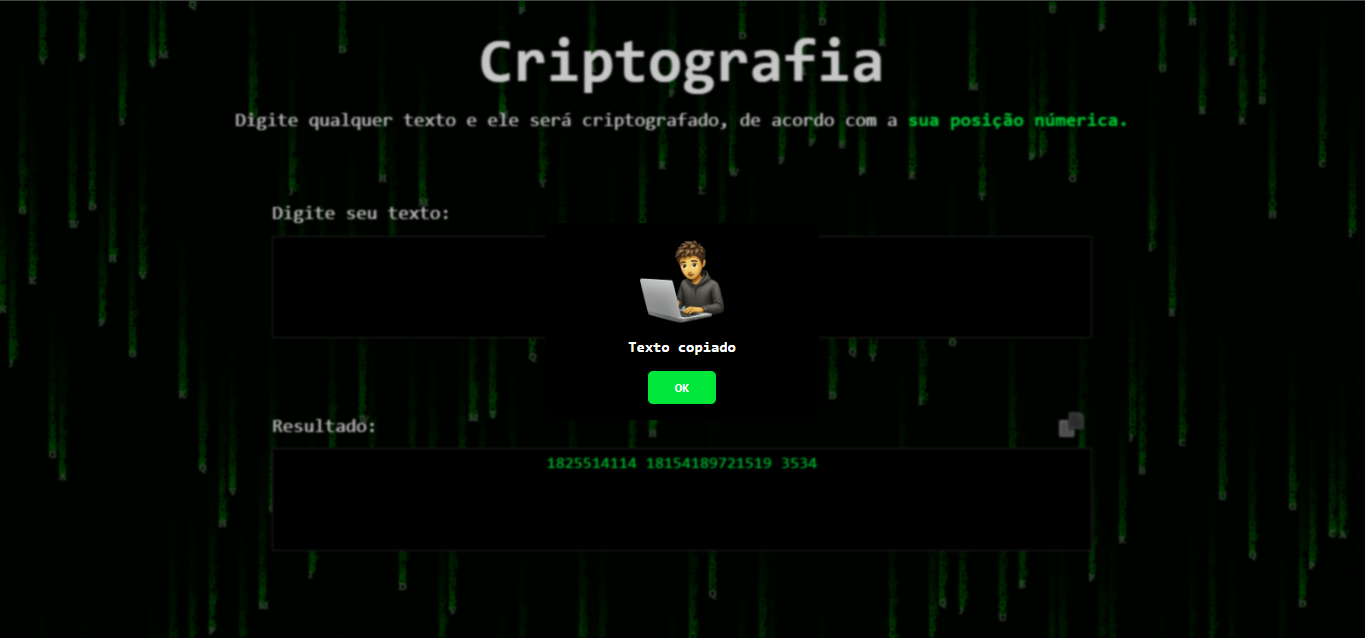 Criptografia
Digite qualquer texto e ele será criptografado, de acordo com a sua posição númerica.
Digite seu texto:
Texto copiado
OK
Resultado:
1825514114 18154189721519 3534